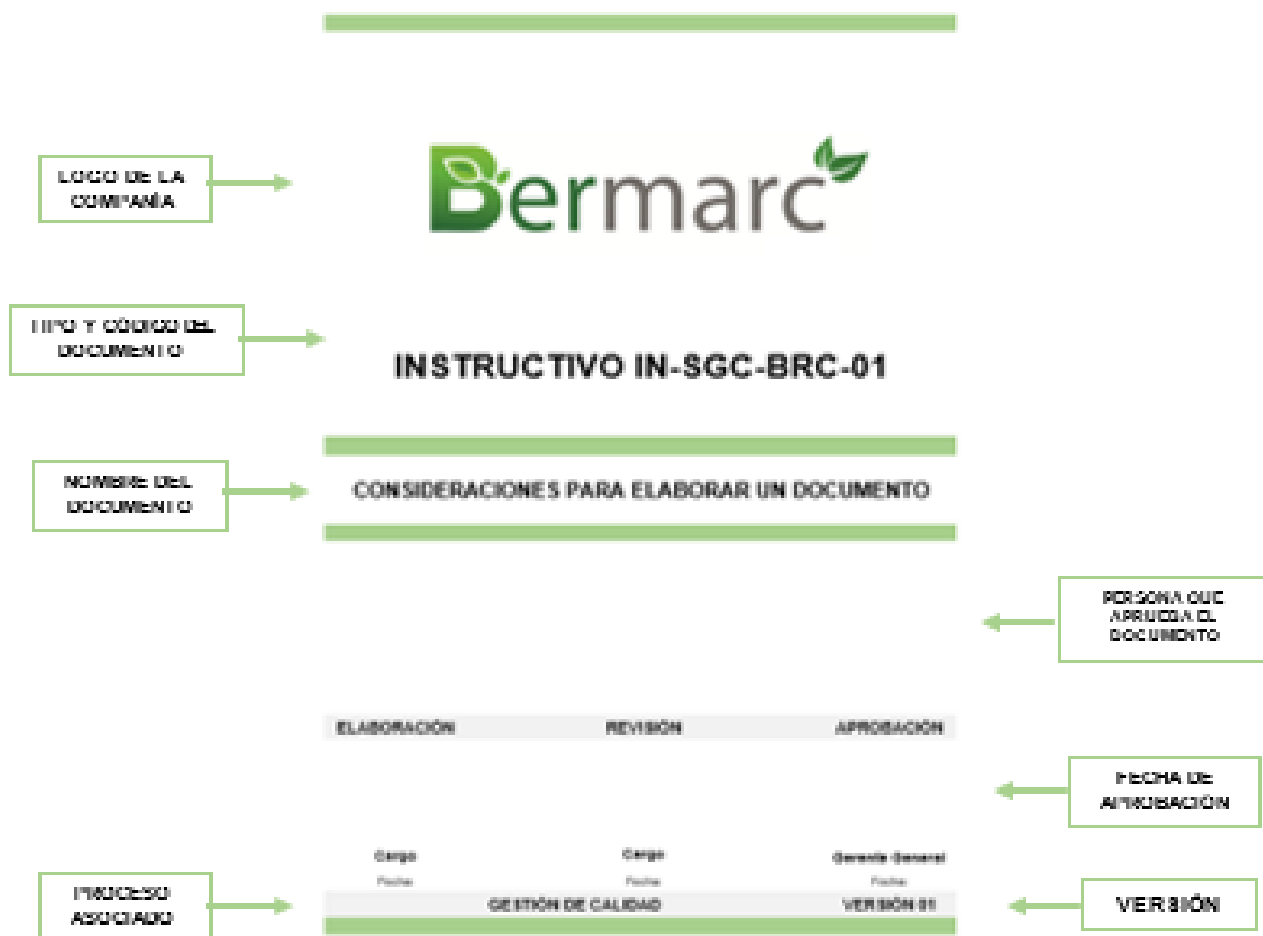 LOGO DE LA
COMPAÑÍA
Bermarc
TIPO Y CÓDIGO DEL
DOCUMENTO
INSTRUCTIVO IN-SGC-BRC-01
NOMBRE DEL
DOCUMENTO
CONSIDERACIONES PARA ELABORAR UN DOCUMENTO
PERSONA QUE
APRUEBA EL
DOCUMENTO
ELABORACIÓN REVISIÓN APROBACIÓN
FECHA DE
APROBACIÓN
Cargo Cargo Gerente General
Fecha Fecha Fecha
PROCESO
ASOCIADO
GESTIÓN DE CALIDAD VERSIÓN 01
VERSIÓN